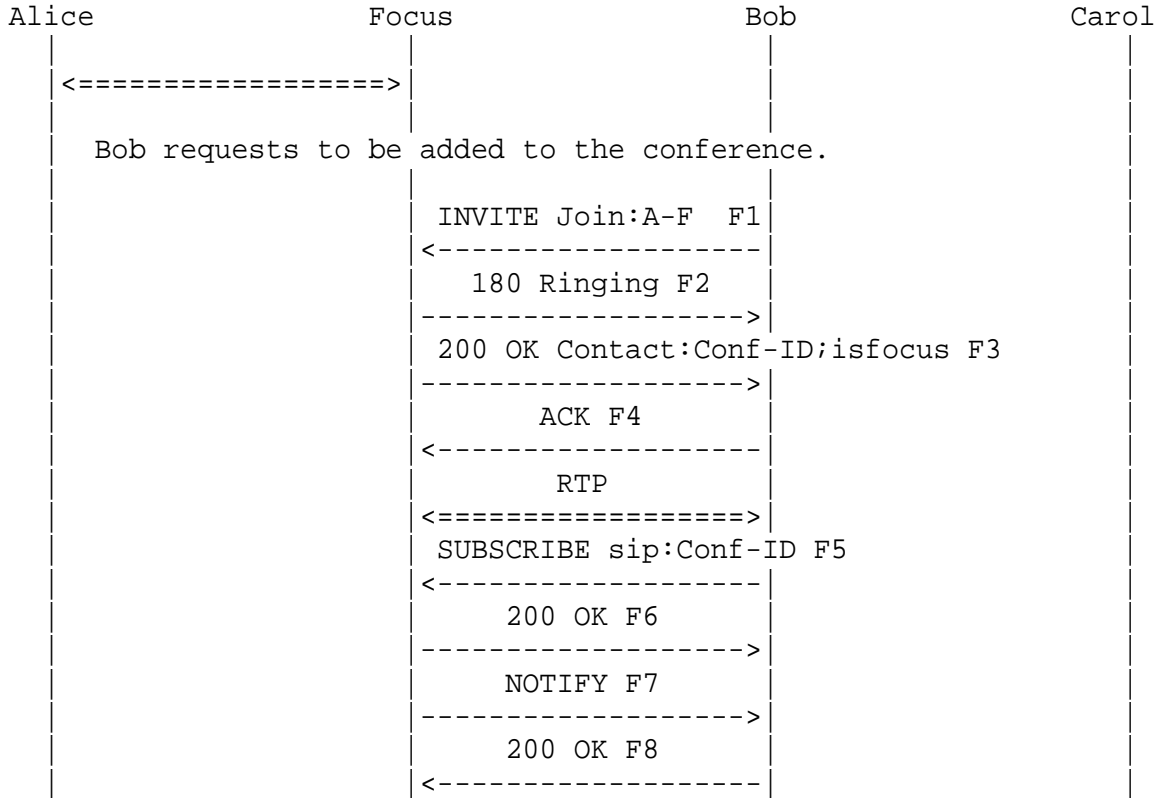 Alice Focus Bob Carol
<==================>
Bob requests to be added to the conference.
INVITE Join:A-F F1
<-------------------
180 Ringing F2
------------------->
200 OK Contact:Conf-ID;isfocus F3
------------------->
ACK F4
<-------------------
RTP
<==================>
SUBSCRIBE sip:Conf-ID F5
<-------------------
200 OK F6
------------------->
NOTIFY F7
------------------->
200 OK F8
<-------------------